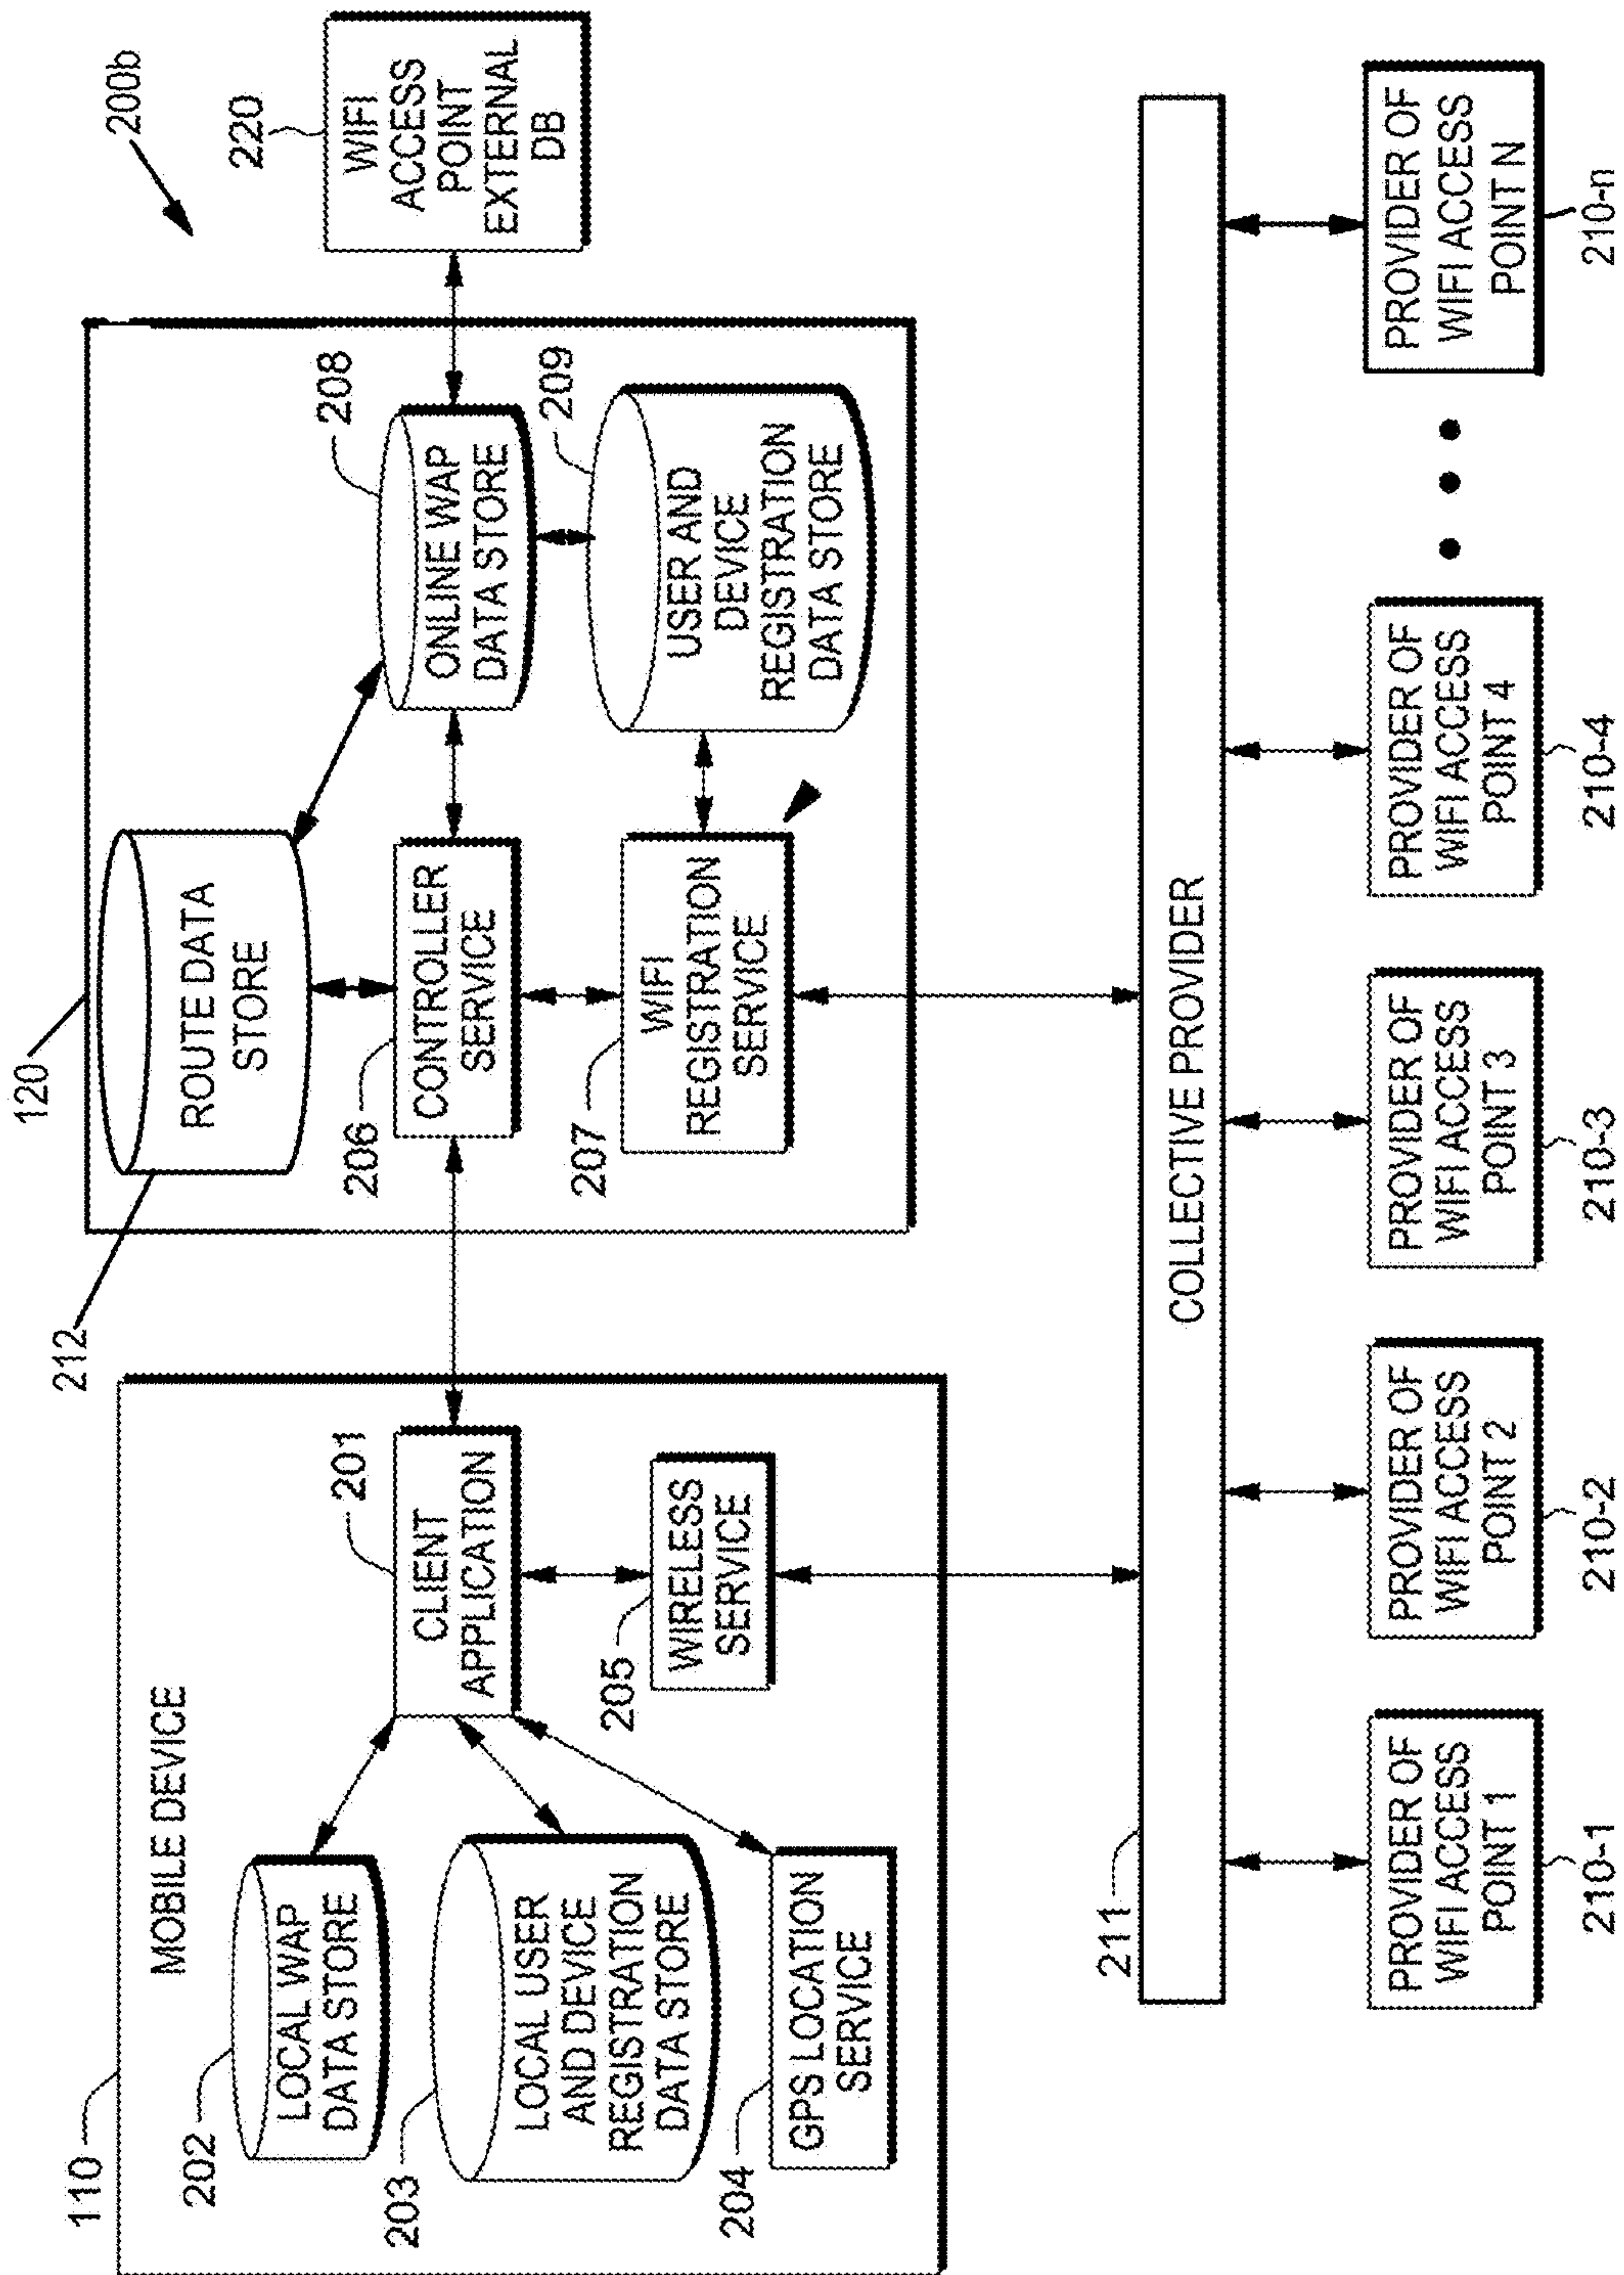 200b
110
MOBILE DEVICE
202
LOCAL WAP
DATA STORE
203
LOCAL USER
AND DEVICE
REGISTRATION
DATA STORE
204
GPS LOCATION
SERVICE
201
CLIENT
APPLICATION
205
WIRELESS
SERVICE
120
212
ROUTE DATA
STORE
206
CONTROLLER
SERVICE
207
WIFI
REGISTRATION
SERVICE
208
ONLINE WAP
DATA STORE
209
USER AND
DEVICE
REGISTRATION
DATA STORE
220
WIFI
ACCESS
POINT
EXTERNAL
DB
211
COLLECTIVE PROVIDER
PROVIDER OF
WIFI ACCESS
POINT 1
210-1
PROVIDER OF
WIFI ACCESS
POINT 2
210-2
PROVIDER OF
WIFI ACCESS
POINT 3
210-3
PROVIDER OF
WIFI ACCESS
POINT 4
210-4
PROVIDER OF
WIFI ACCESS
POINT N
210-n